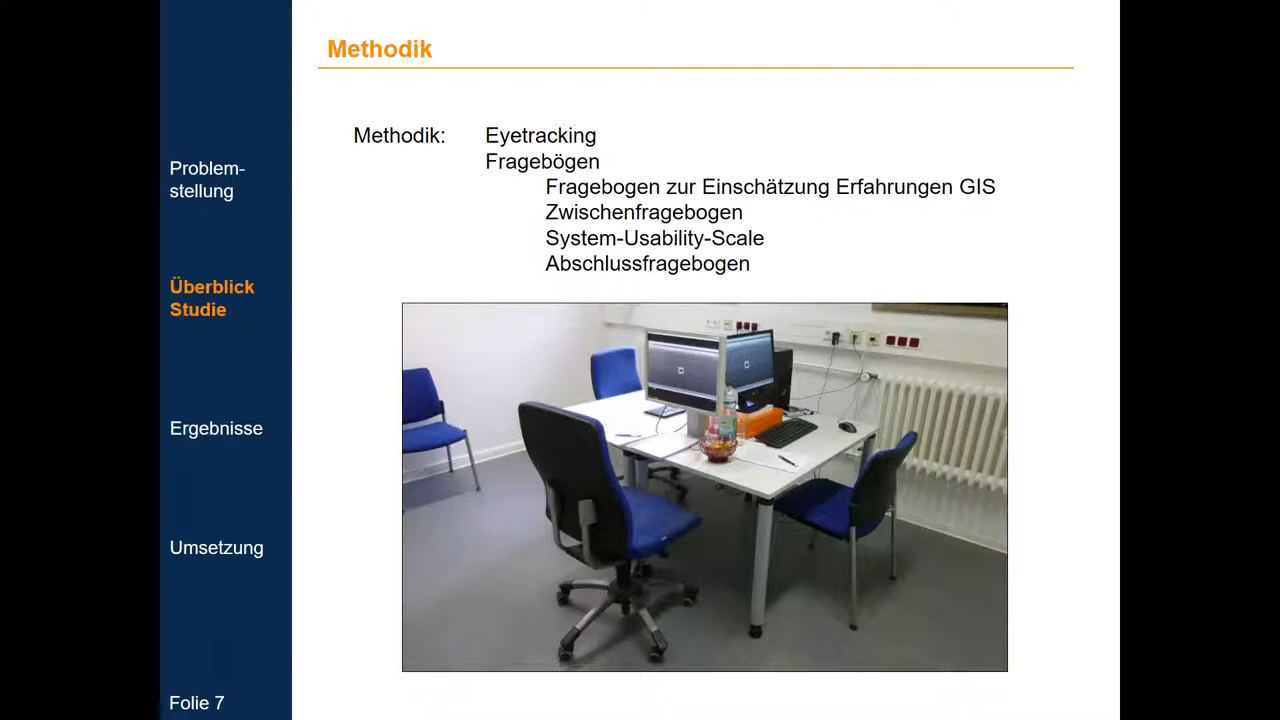 Methodik
Methodik: Eyetracking
Fragebögen
Fragebogen zur Einschätzung Erfahrungen GIS
Zwischenfragebogen
System-Usability-Scale
Abschlussfragebogen
Problem-
stellung
Überblick
Studie
Ergebnisse
Umsetzung
Folie 7